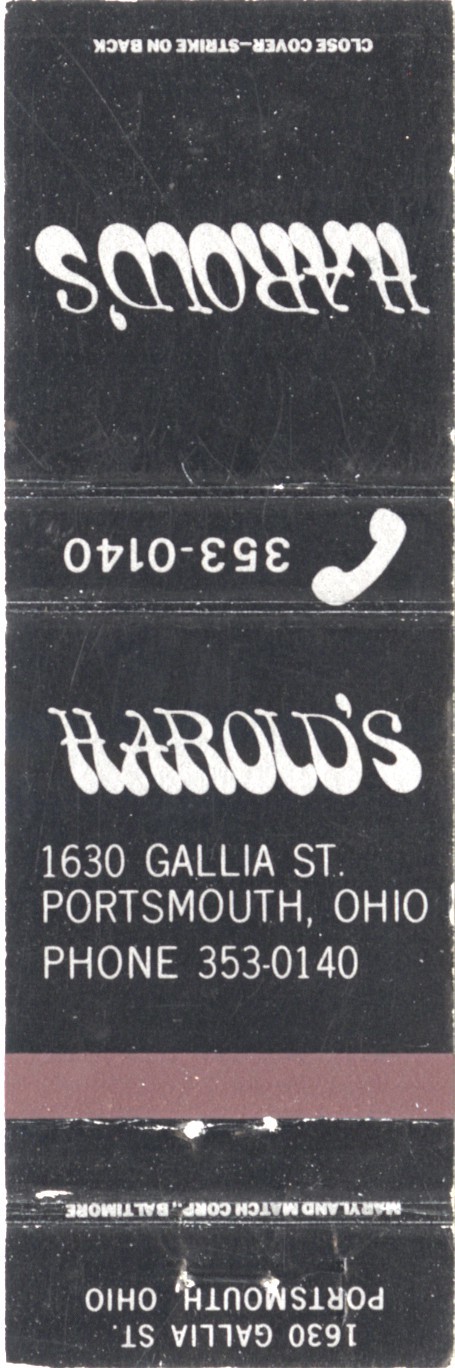 CLOSE COVER—STRIKE ON BACK
HAROLD'S
353-0140
HAROLD'S
1630 GALLIA ST.
PORTSMOUTH, OHIO
PHONE 353-0140
MARYLAND MATCH CORP., BALTIMORE
1630 GALLIA ST.
PORTSMOUTH, OHIO